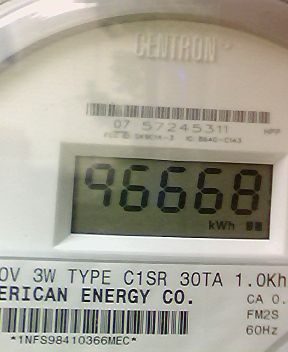 CENTRON
07 57245311
96668
kWh
0V 3W TYPE C1SR 30TA 1.0Kh
ERICAN ENERGY CO. CA 0.
FM2S
60Hz
*1NFS98410366MEC*